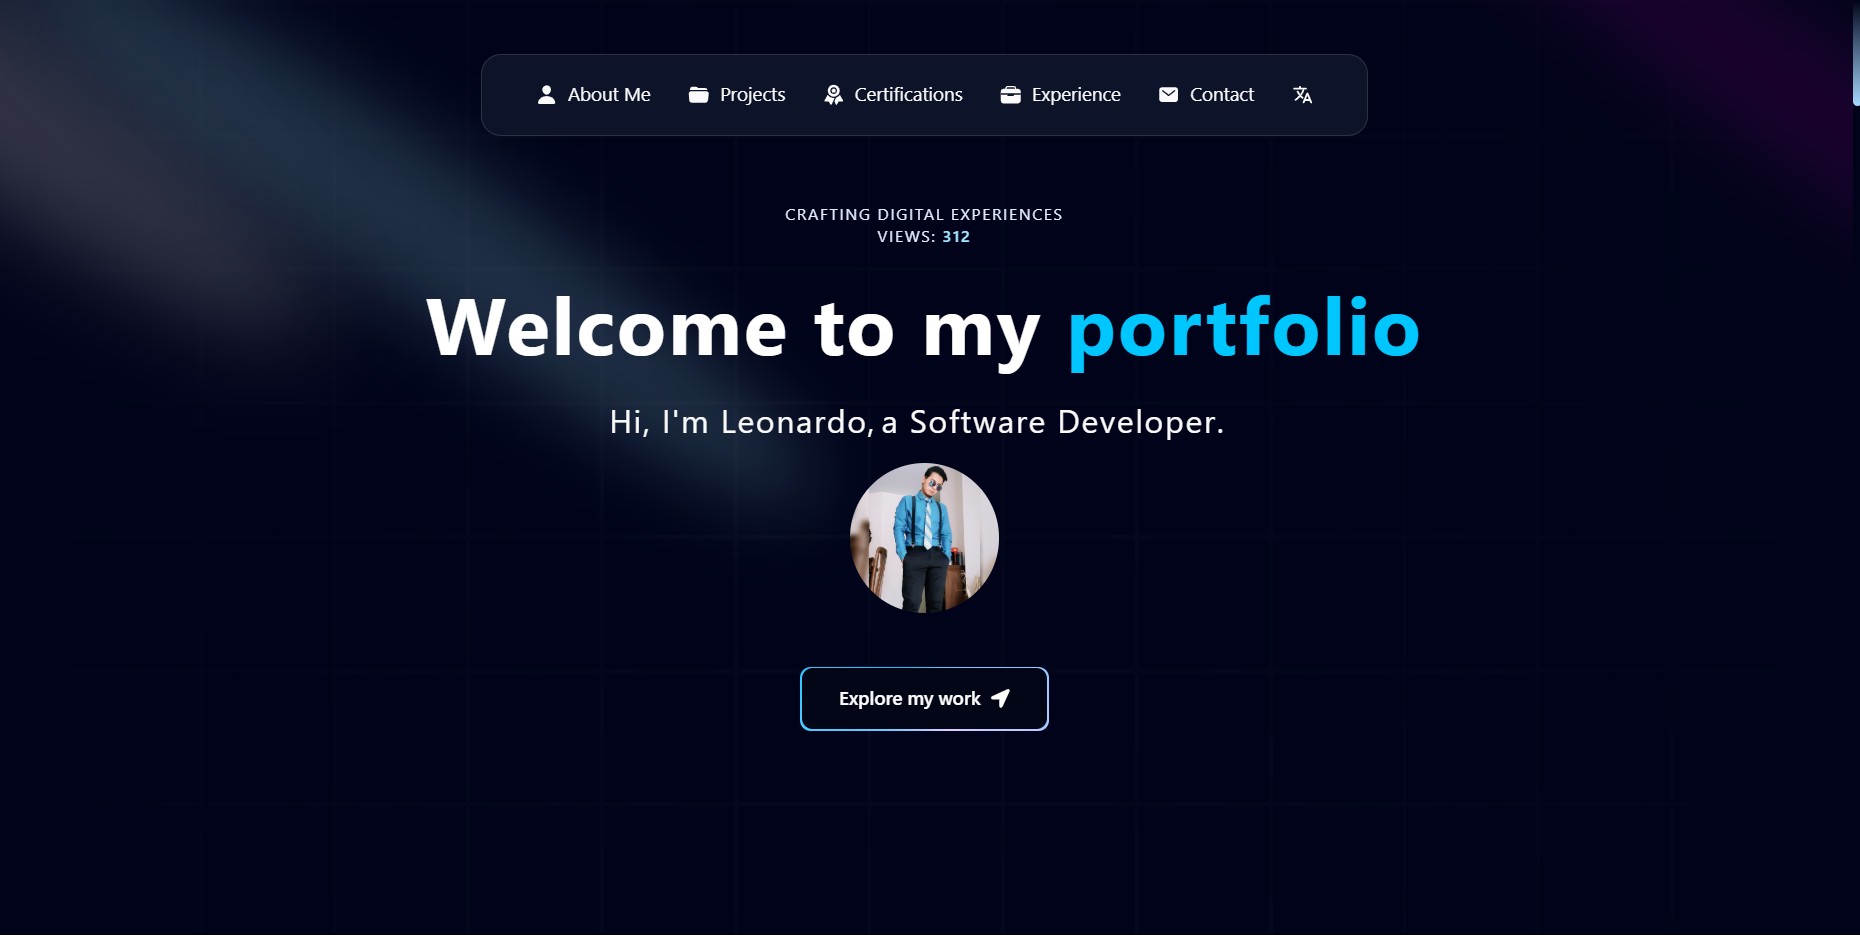 About Me Projects Certifications Experience Contact
CRAFTING DIGITAL EXPERIENCES
VIEWS: 312
Welcome to my portfolio
Hi, I'm Leonardo, a Software Developer.
Explore my work